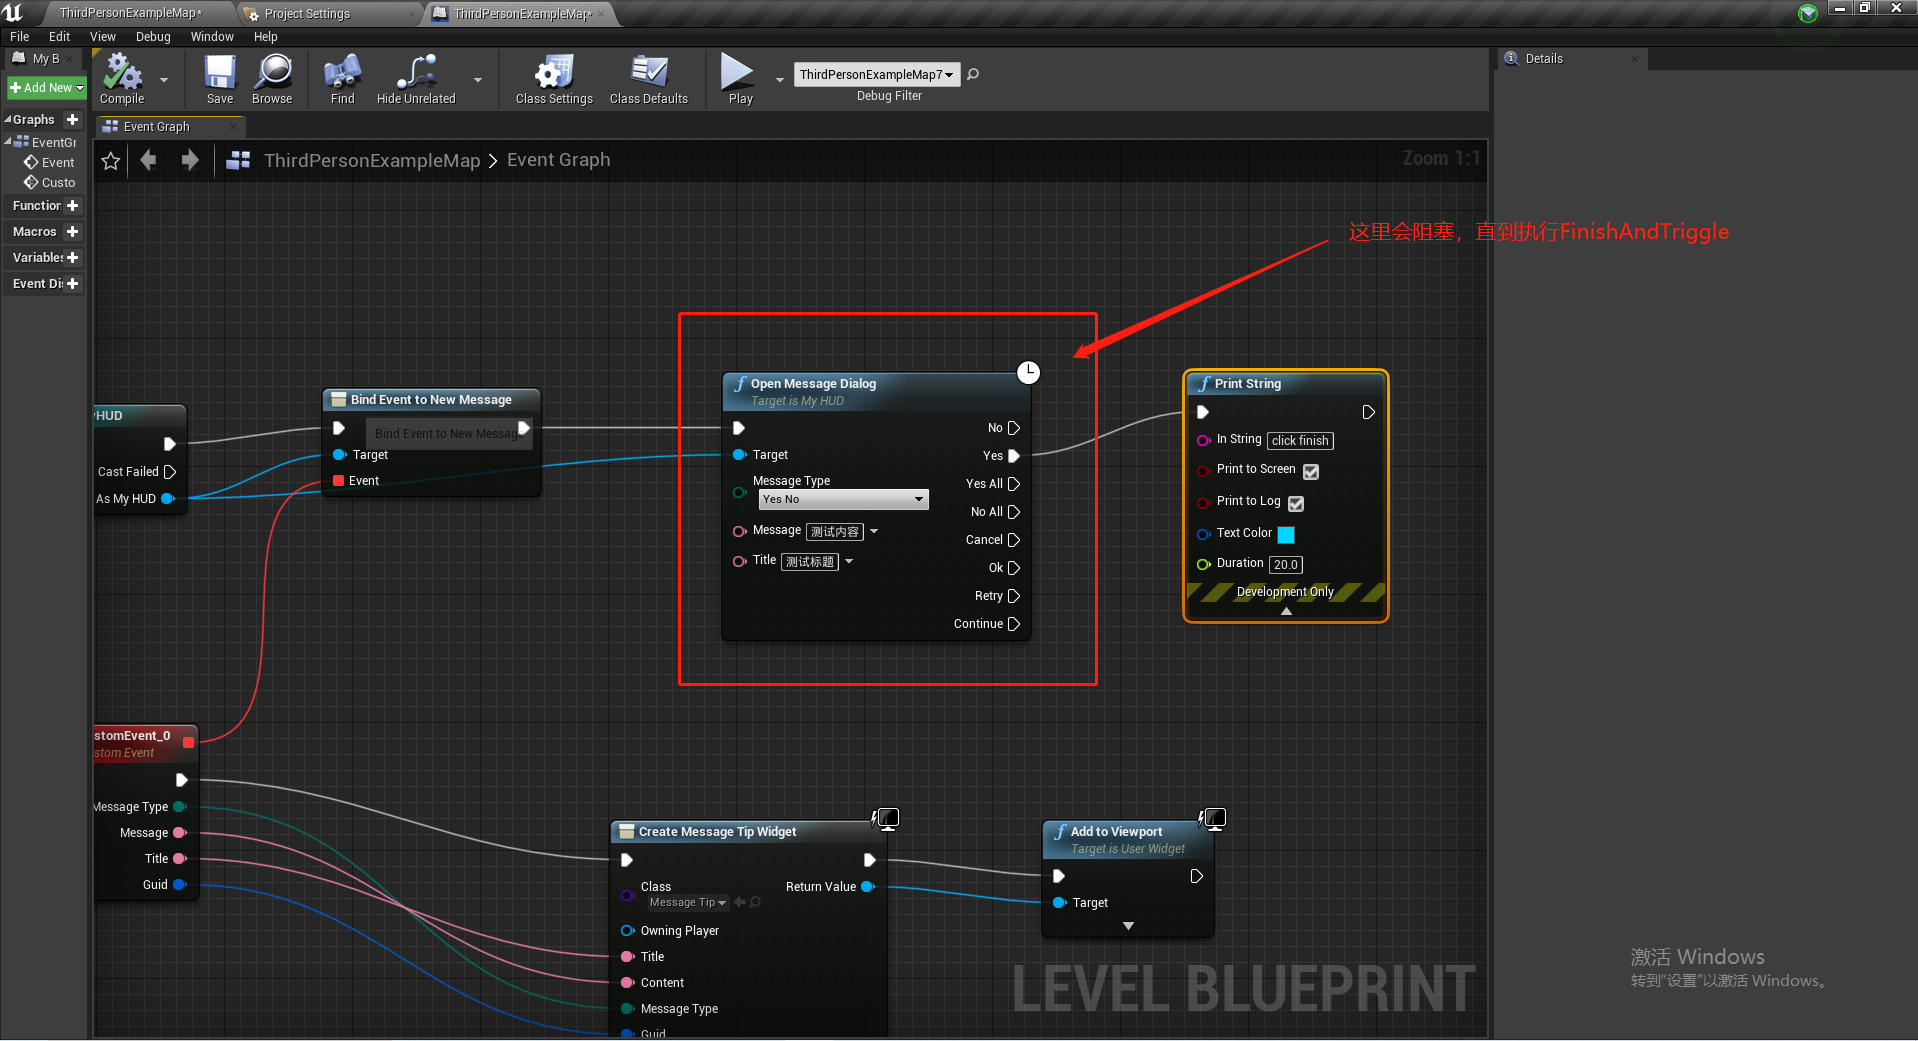 ThirdPersonExampleMap*
Project Settings
ThirdPersonExampleMap*
File Edit View Debug Window Help
My B
Compile
Save
Browse
Find
Hide Unrelated
Class Settings
Class Defaults
Play
ThirdPersonExampleMap7
Debug Filter
Details
Add New
Graphs
EventGr
Event
Custo
Function
Macros
Variables
Event Di
Event Graph
ThirdPersonExampleMap > Event Graph
Zoom 1:1
这里会阻塞，直到执行FinishAndTriggle
HUD
Cast Failed
As My HUD
Bind Event to New Message
Bind Event to New Message
Target
Event
Open Message Dialog
Target is My HUD
Target
Message Type
Yes No
Message 测试内容
Title 测试标题
No
Yes
Yes All
No All
Cancel
Ok
Retry
Continue
Print String
In String click finish
Print to Screen
Print to Log
Text Color
Duration 20.0
Development Only
stomEvent_0
stom Event
Message Type
Message
Title
Guid
Create Message Tip Widget
Class
Message Tip
Return Value
Owning Player
Title
Content
Message Type
Guid
Add to Viewport
Target is User Widget
Target
LEVEL BLUEPRINT
激活 Windows
转到“设置”以激活 Windows。